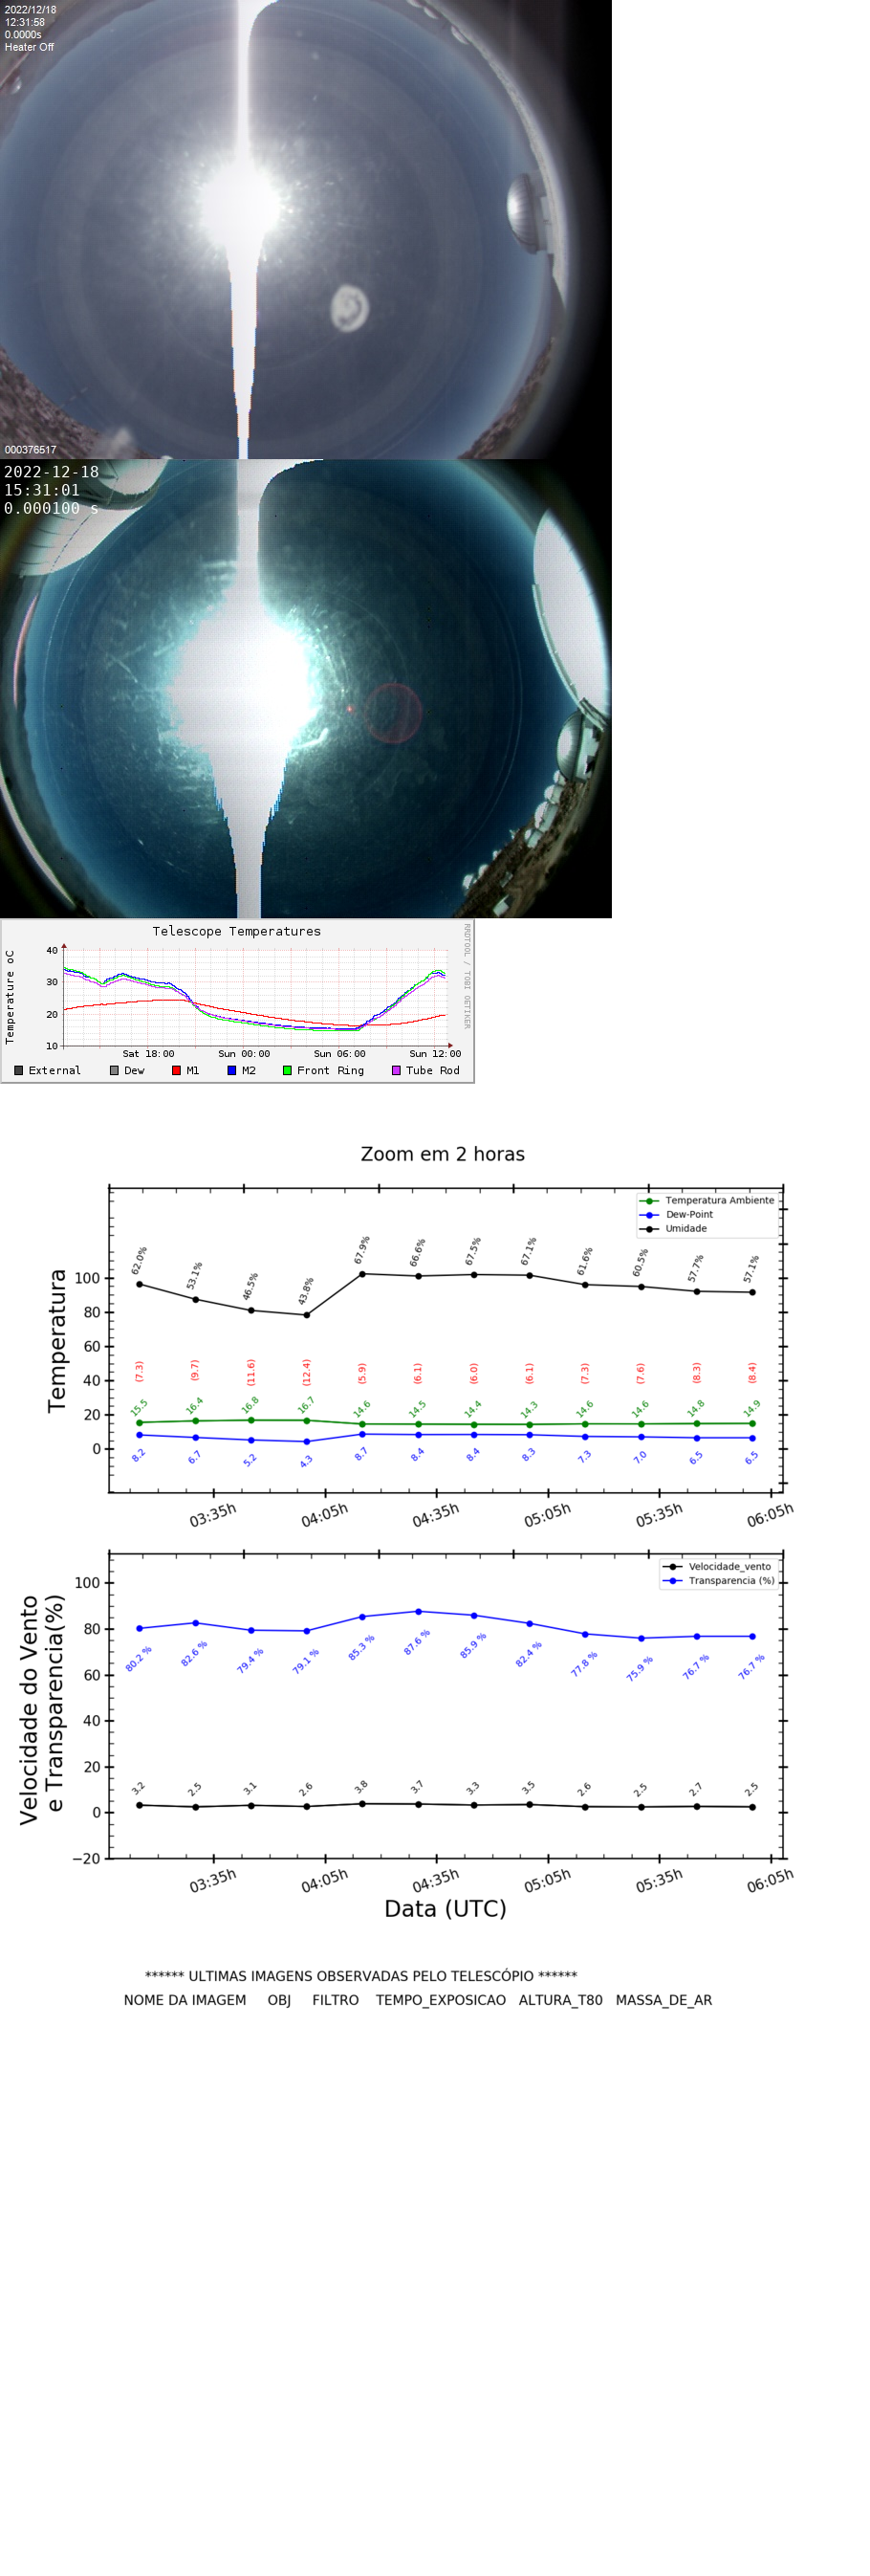 2022/12/18
12:31:58
0.0000s
Heater Off
000376517
2022-12-18
15:31:01
0.000100 s
Telescope Temperatures
RRDTOOL / TOBI OETIKER
Temperature oC
40
30
20
10
Sat 18:00 Sun 00:00 Sun 06:00 Sun 12:00
External Dew M1 M2 Front Ring Tube Rod
Zoom em 2 horas
Temperatura Ambiente
Dew-Point
Umidade
Temperatura
100
80
60
40
20
0
62.0% 53.1% 46.5% 43.8% 67.9% 66.6% 67.5% 67.1% 61.6% 60.5% 57.7% 57.1%
(7.3) (9.7) (11.6) (12.4) (5.9) (6.1) (6.0) (6.1) (7.3) (7.6) (8.3) (8.4)
15.5 16.4 16.8 16.7 14.6 14.5 14.4 14.3 14.6 14.6 14.8 14.9
8.2 6.7 5.2 4.3 8.7 8.4 8.4 8.3 7.3 7.0 6.5 6.5
03:35h 04:05h 04:35h 05:05h 05:35h 06:05h
Velocidade_vento
Transparencia (%)
Velocidade do Vento
e Transparencia(%)
100
80
60
40
20
0
−20
80.2 % 82.6 % 79.4 % 79.1 % 85.3 % 87.6 % 85.9 % 82.4 % 77.8 % 75.9 % 76.7 % 76.7 %
3.2 2.5 3.1 2.6 3.8 3.7 3.3 3.5 2.6 2.5 2.7 2.5
03:35h 04:05h 04:35h 05:05h 05:35h 06:05h
Data (UTC)
****** ULTIMAS IMAGENS OBSERVADAS PELO TELESCÓPIO ******
NOME DA IMAGEM OBJ FILTRO TEMPO_EXPOSICAO ALTURA_T80 MASSA_DE_AR